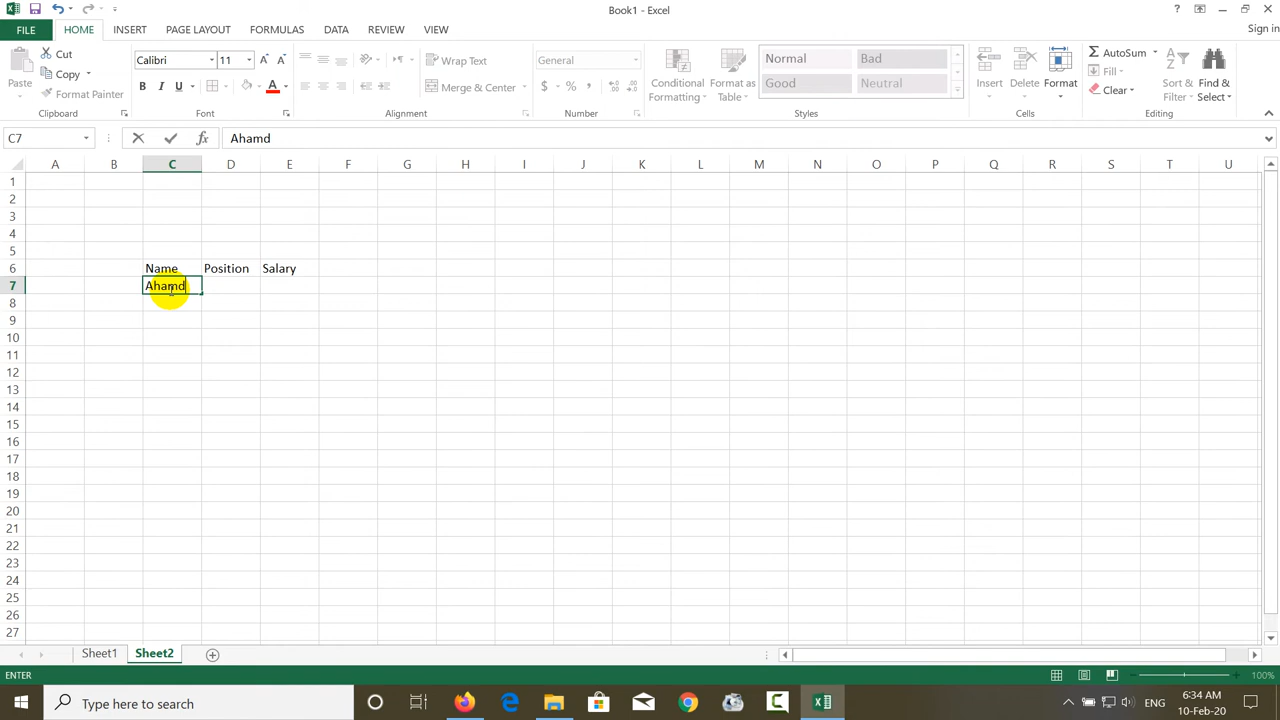 Book1 - Excel
Sign in
FILE HOME INSERT PAGE LAYOUT FORMULAS DATA REVIEW VIEW
Paste
Cut
Copy
Format Painter
Clipboard
Calibri 11
B I U
Font
Wrap Text
Merge & Center
Alignment
General
$ % ,
Number
Conditional Formatting
Format as Table
Normal Bad
Good Neutral
Styles
Insert Delete Format
Cells
AutoSum
Fill
Clear
Sort & Filter
Find & Select
Editing
C7 fx Ahamd
A B C D E F G H I J K L M N O P Q R S T U
1
2
3
4
5
6 Name Position Salary
7 Ahamd
8
9
10
11
12
13
14
15
16
17
18
19
20
21
22
23
24
25
26
27
Sheet1 Sheet2
ENTER
100%
Type here to search
ENG
6:34 AM
10-Feb-20